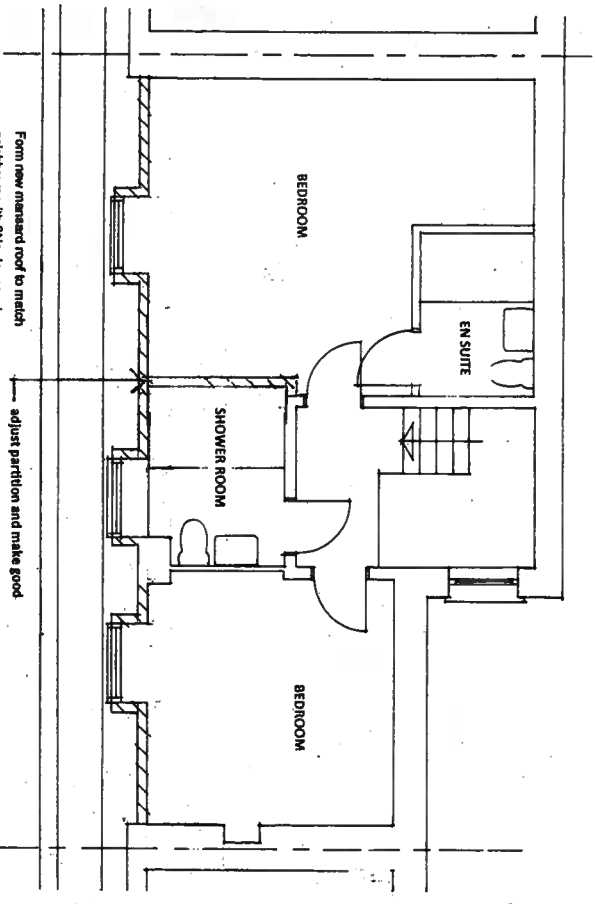 BEDROOM
EN SUITE
SHOWER ROOM
BEDROOM
Form new mansard roof to match
adjust partition and make good